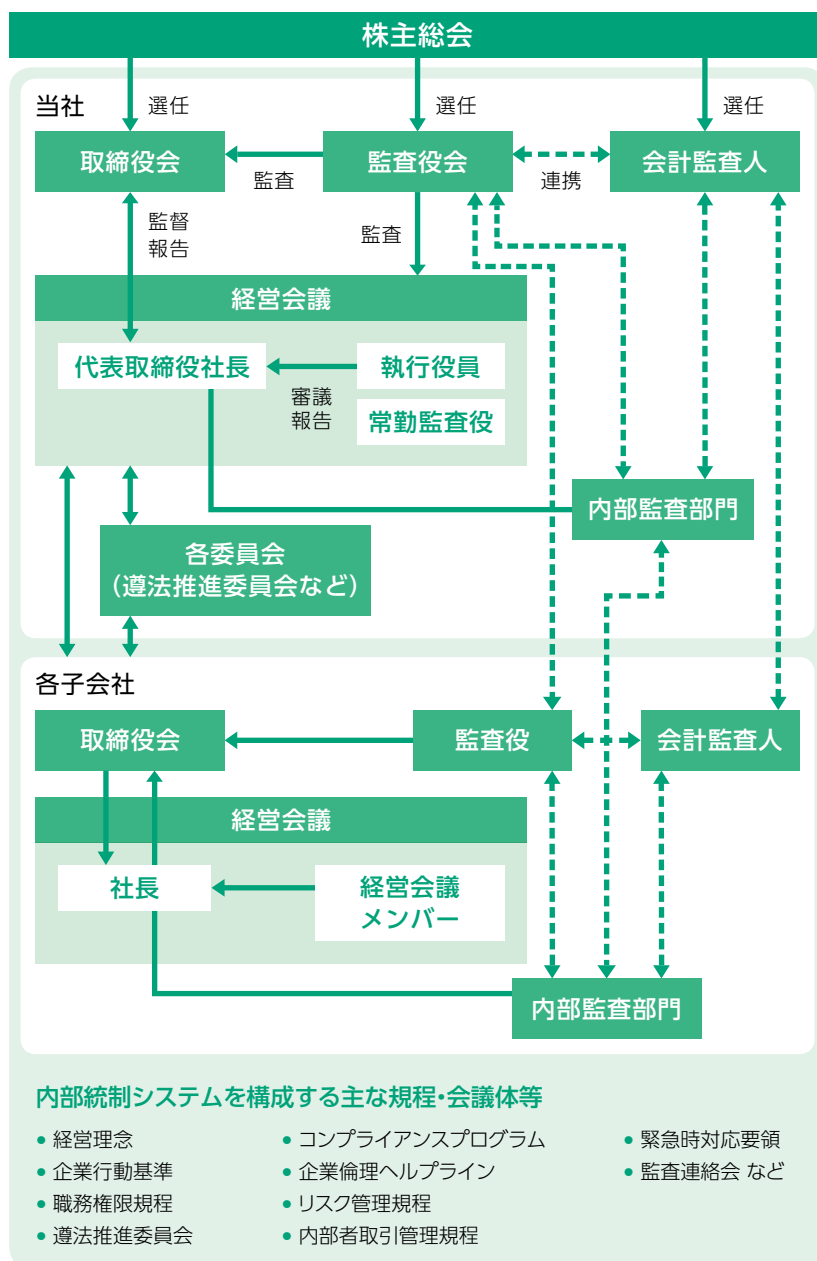 株主総会
当社
選任
選任
選任
取締役会
監査役会
会計監査人
監査
連携
監督
報告
監査
経営会議
代表取締役社長
執行役員
審議
報告
常勤監査役
内部監査部門
各委員会
(遵法推進委員会など)
各子会社
取締役会
監査役
会計監査人
経営会議
社長
経営会議
メンバー
内部監査部門
内部統制システムを構成する主な規程・会議体等
● 経営理念
● 企業行動基準
● 職務権限規程
● 遵法推進委員会
● コンプライアンスプログラム
● 企業倫理ヘルプライン
● リスク管理規程
● 内部者取引管理規程
● 緊急時対応要領
● 監査連絡会 など